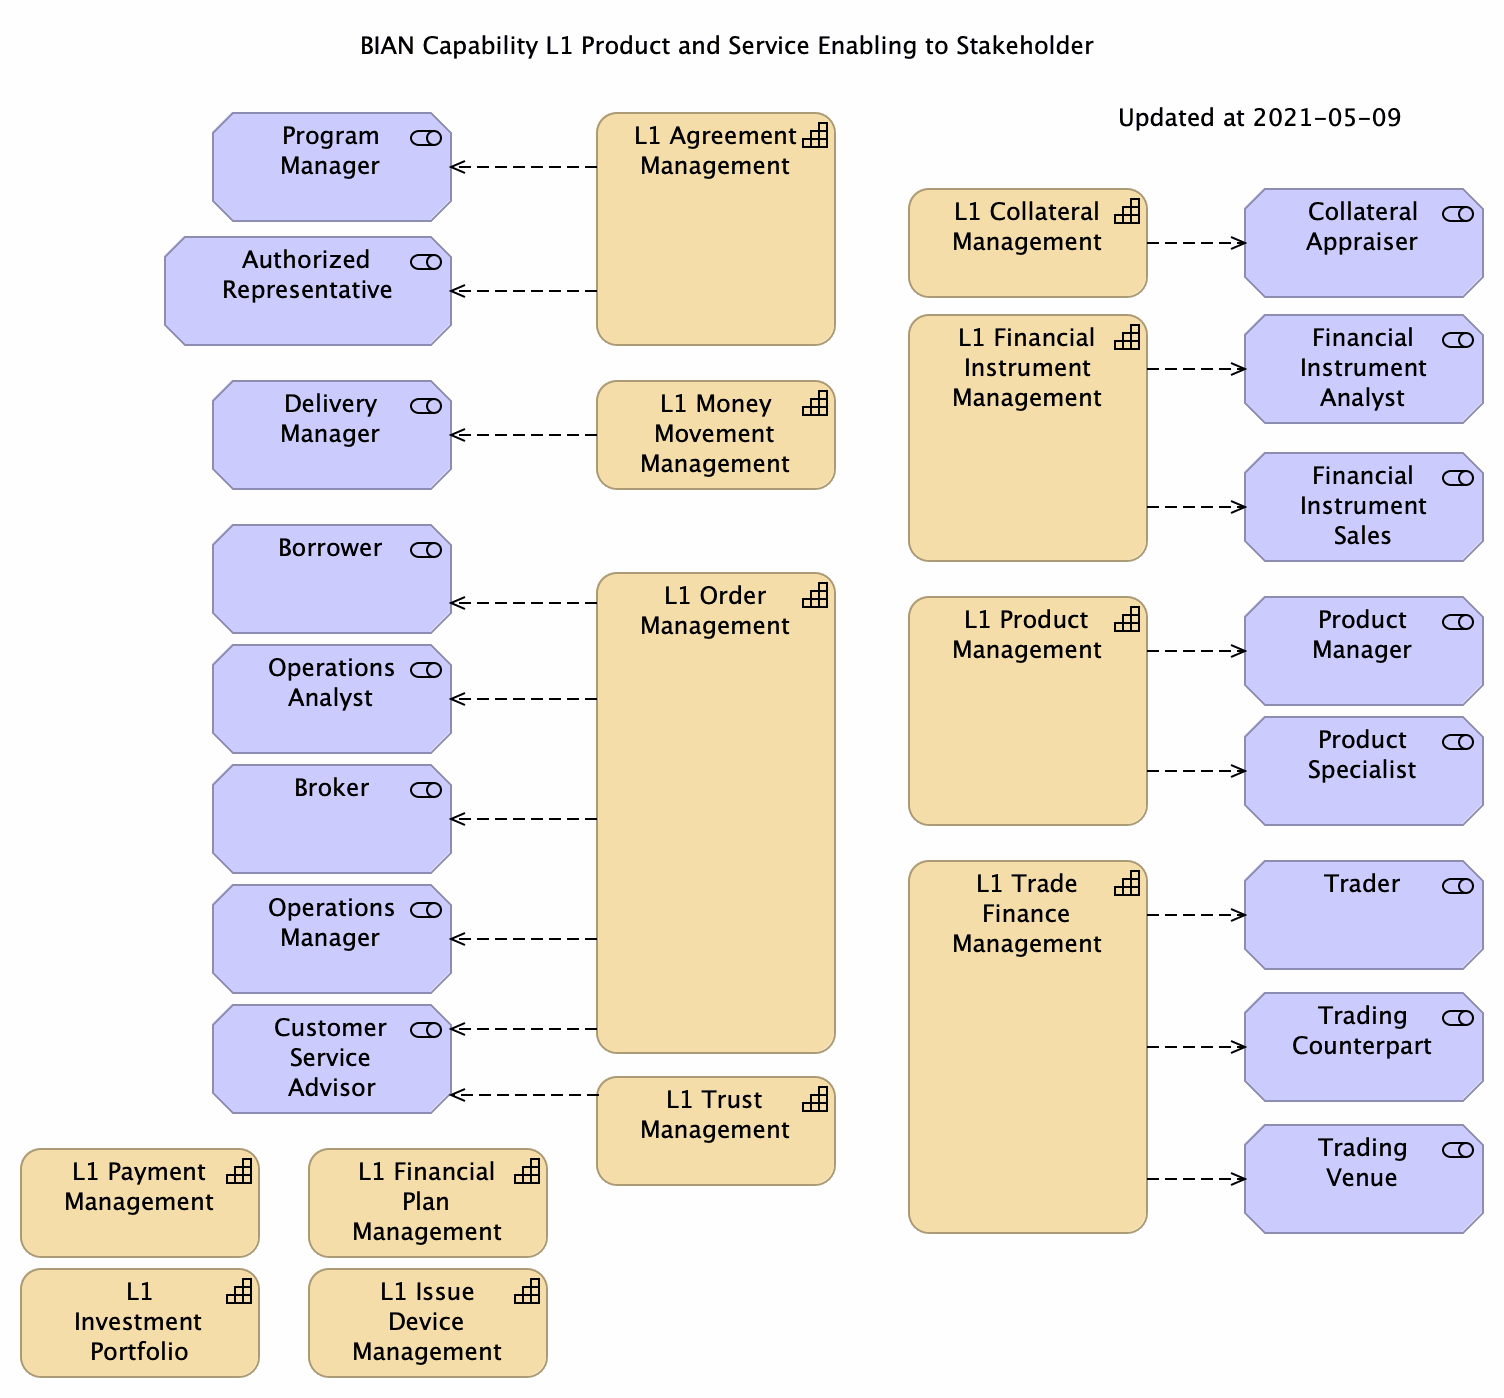 BIAN Capability L1 Product and Service Enabling to Stakeholder
Updated at 2021-05-09
Program
Manager
L1 Agreement
Management
Authorized
Representative
Delivery
Manager
L1 Money
Movement
Management
Borrower
L1 Order
Management
Operations
Analyst
Broker
Operations
Manager
Customer
Service
Advisor
L1 Trust
Management
L1 Payment
Management
L1 Financial
Plan
Management
L1
Investment
Portfolio
L1 Issue
Device
Management
L1 Collateral
Management
Collateral
Appraiser
L1 Financial
Instrument
Management
Financial
Instrument
Analyst
Financial
Instrument
Sales
L1 Product
Management
Product
Manager
Product
Specialist
L1 Trade
Finance
Management
Trader
Trading
Counterpart
Trading
Venue